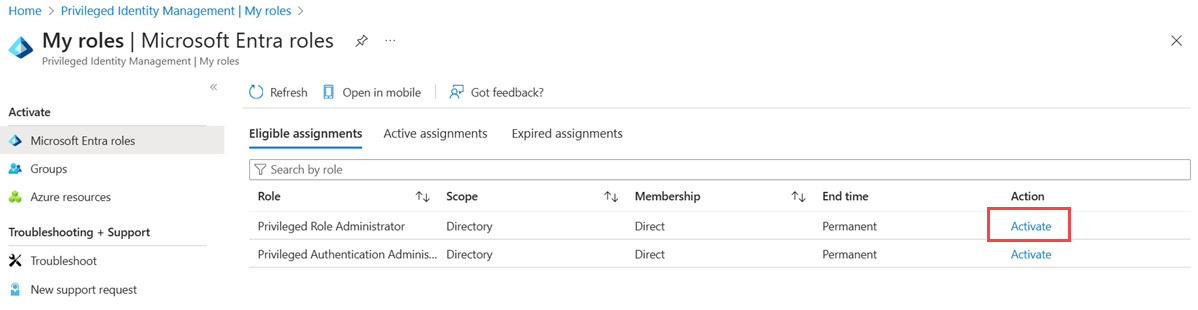 Home > Privileged Identity Management | My roles >
My roles | Microsoft Entra roles ...
Privileged Identity Management | My roles
«
Refresh Open in mobile Got feedback?
Activate
Microsoft Entra roles
Groups
Azure resources
Troubleshooting + Support
Troubleshoot
New support request
Eligible assignments Active assignments Expired assignments
Search by role
Role Scope Membership End time Action
Privileged Role Administrator Directory Direct Permanent Activate
Privileged Authentication Adminis... Directory Direct Permanent Activate